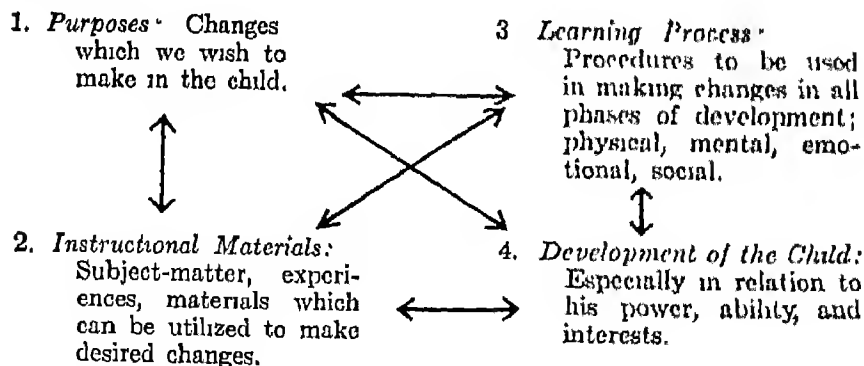 1. Purposes: Changes
which we wish to
make in the child.
2. Instructional Materials:
Subject-matter, experi-
ences, materials which
can be utilized to make
desired changes.
3 Learning Process:
Procedures to be used
in making changes in all
phases of development;
physical, mental, emo-
tional, social.
4. Development of the Child:
Especially in relation to
his power, ability, and
interests.